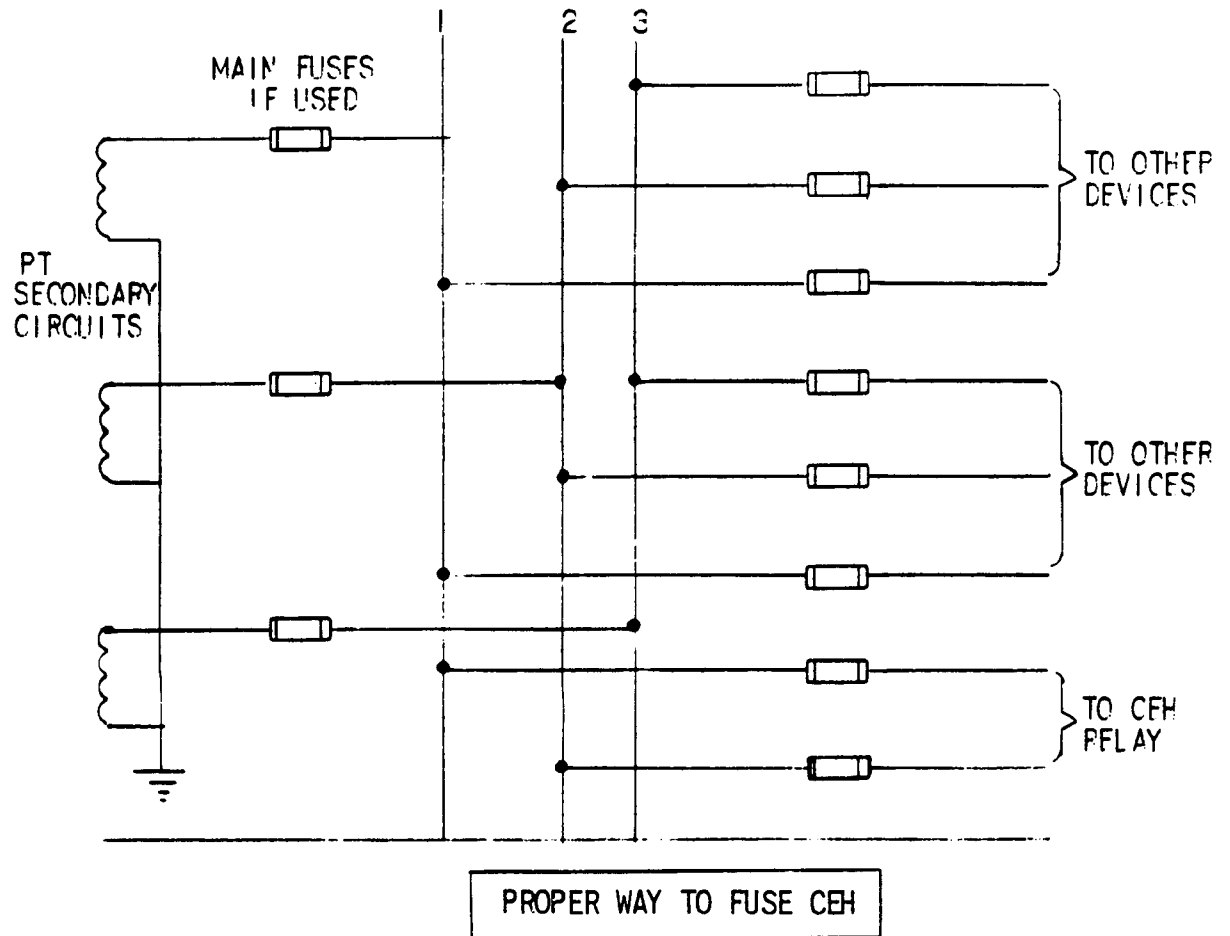 1 2 3
MAIN FUSES
IF USED
TO OTHER
DEVICES
PT
SECONDARY
CIRCUITS
TO OTHER
DEVICES
TO CEH
RELAY
PROPER WAY TO FUSE CEH